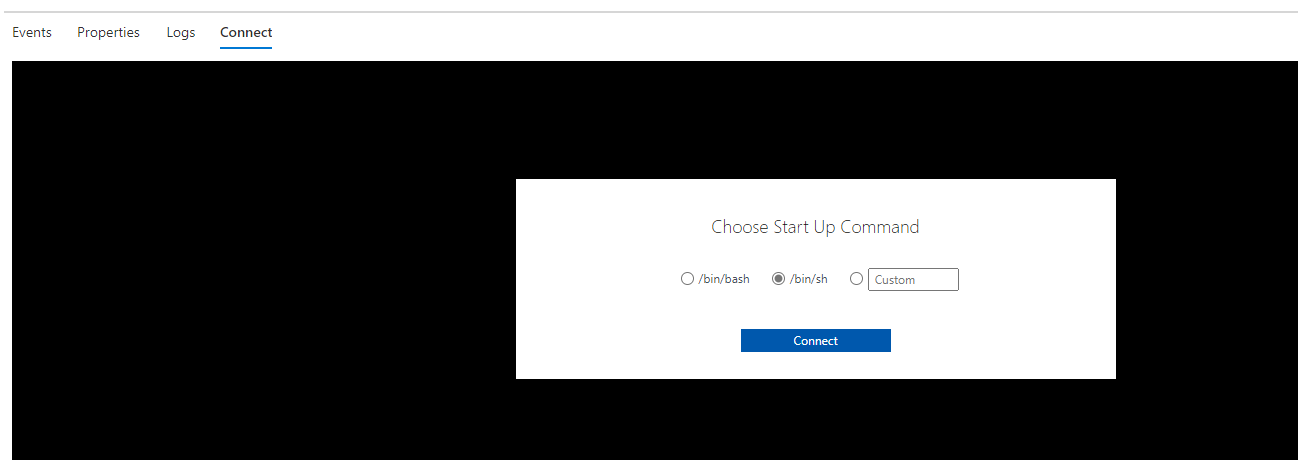 Events Properties Logs Connect
Choose Start Up Command
/bin/bash /bin/sh Custom
Connect